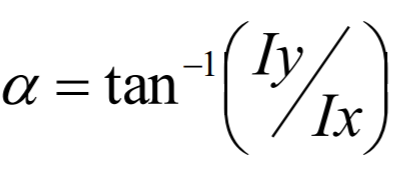 α = tan⁻¹(Iy/Ix)